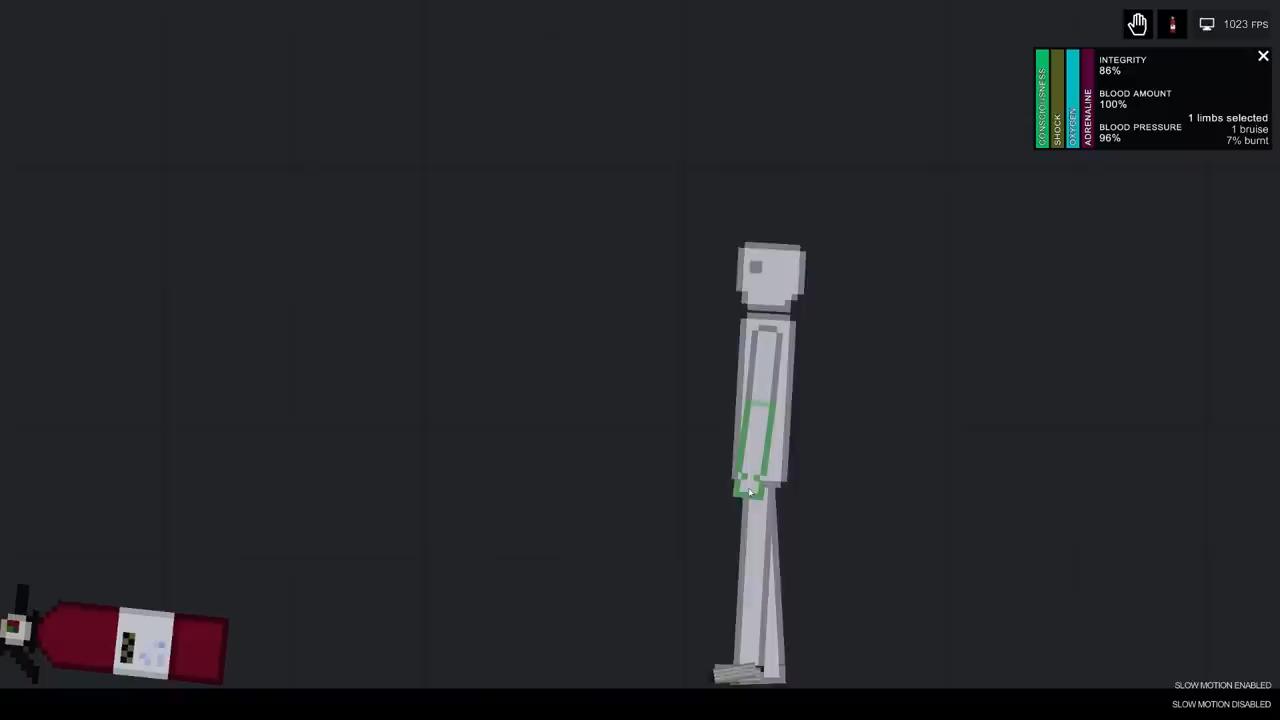 1023 FPS
CONSCIOUSNESS
SHOCK
OXYGEN
ADRENALINE
INTEGRITY
86%
BLOOD AMOUNT
100%
BLOOD PRESSURE
96%
1 limbs selected
1 bruise
7% burnt
SLOW MOTION ENABLED
SLOW MOTION DISABLED